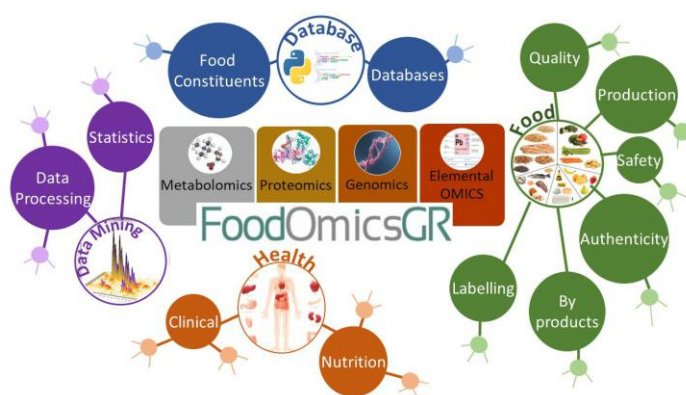 Database
Food
Constituents
Databases
Quality
Production
Food
Safety
Authenticity
Labelling
By
products
Statistics
Data
Processing
Data Mining
Metabolomics
Proteomics
Genomics
Pb
Elemental
OMICS
FoodOmicsGR
Health
Clinical
Nutrition